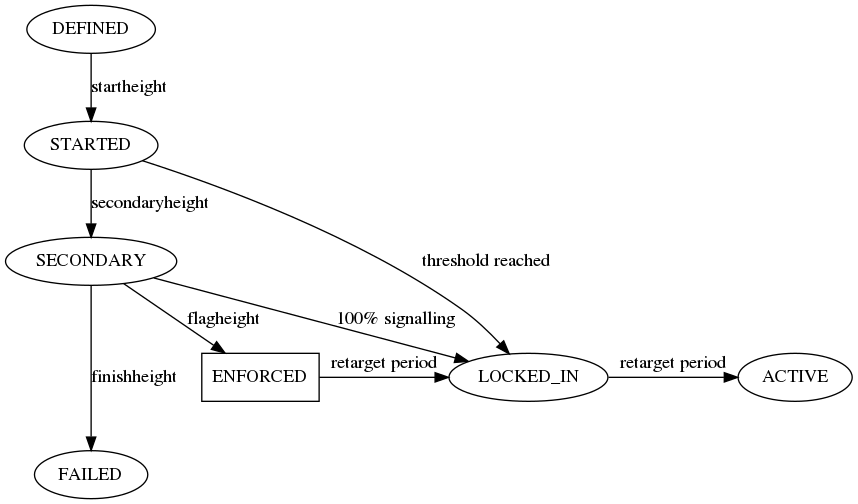 DEFINED
startheight
STARTED
secondaryheight
threshold reached
SECONDARY
flagheight
100% signalling
finishheight
ENFORCED
retarget period
LOCKED_IN
retarget period
ACTIVE
FAILED